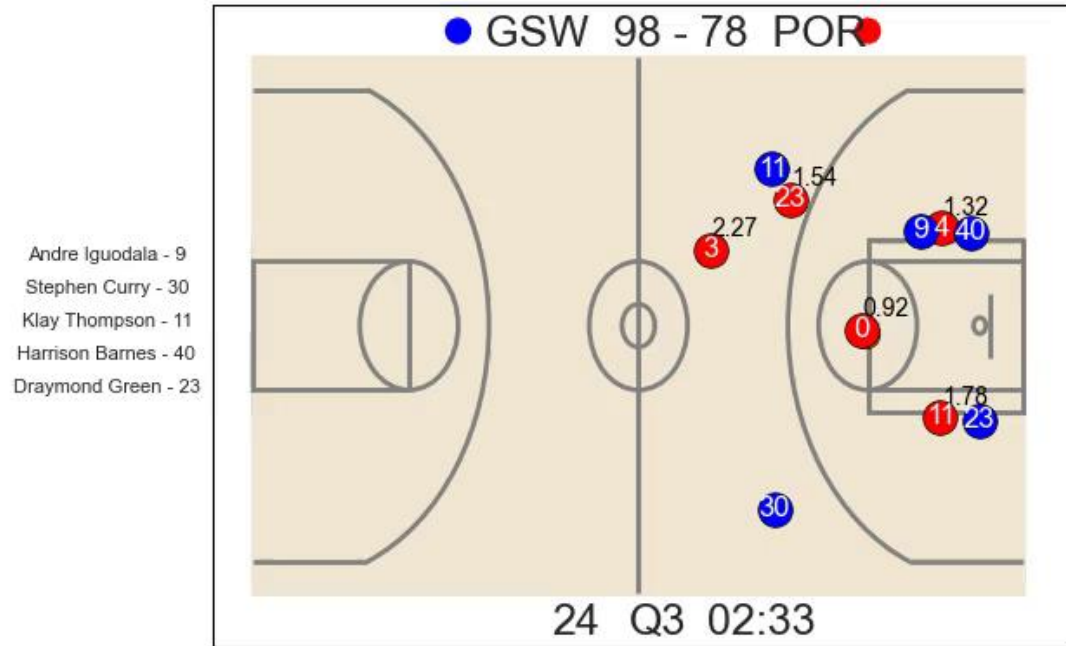 GSW 98 - 78 POR
11
1.54
23
2.27
3
1.32
9
4
40
Andre Iguodala - 9
Stephen Curry - 30
Klay Thompson - 11
Harrison Barnes - 40
Draymond Green - 23
0.92
0
1.78
11
23
30
24 Q3 02:33